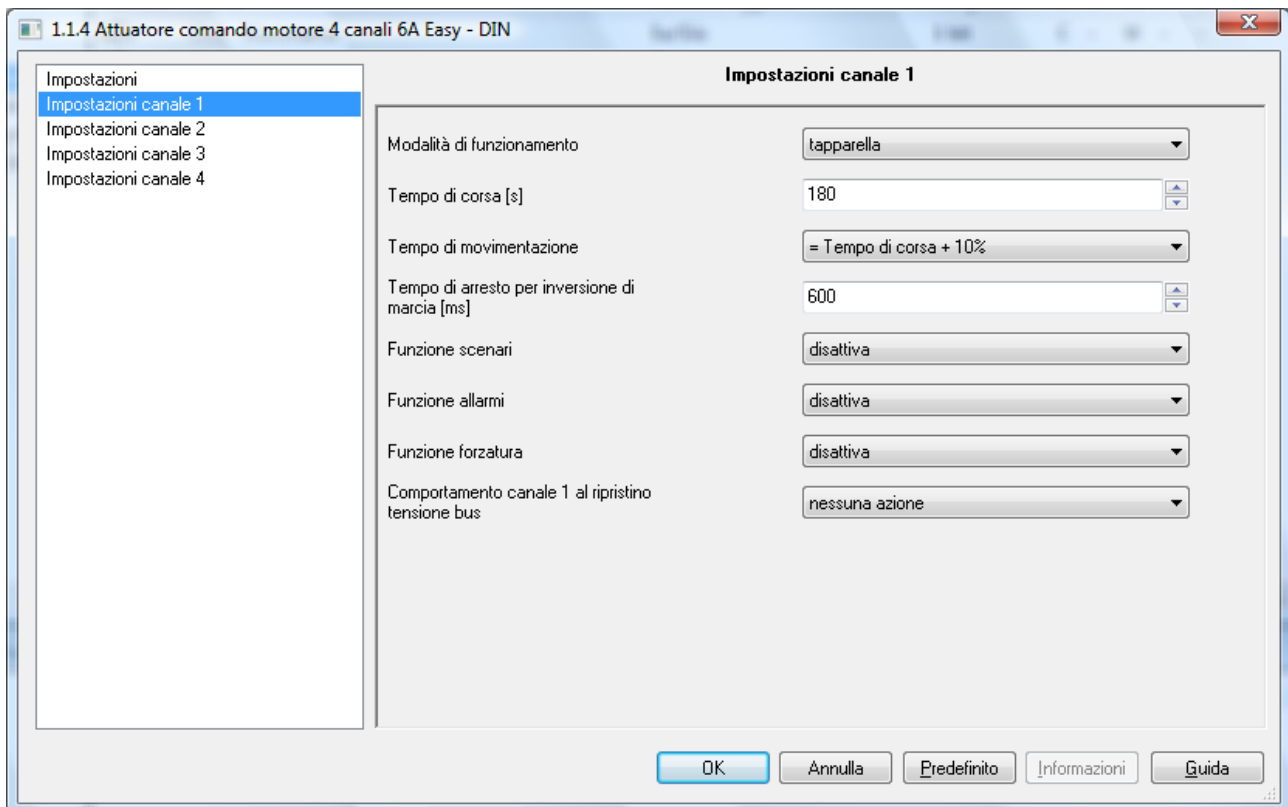 1.1.4 Attuatore comando motore 4 canali 6A Easy - DIN
Impostazioni
Impostazioni canale 1
Impostazioni canale 2
Impostazioni canale 3
Impostazioni canale 4
Impostazioni canale 1
Modalità di funzionamento
tapparella
Tempo di corsa [s]
180
Tempo di movimentazione
= Tempo di corsa + 10%
Tempo di arresto per inversione di
marcia [ms]
600
Funzione scenari
disattiva
Funzione allarmi
disattiva
Funzione forzatura
disattiva
Comportamento canale 1 al ripristino
tensione bus
nessuna azione
OK
Annulla
Predefinito
Informazioni
Guida